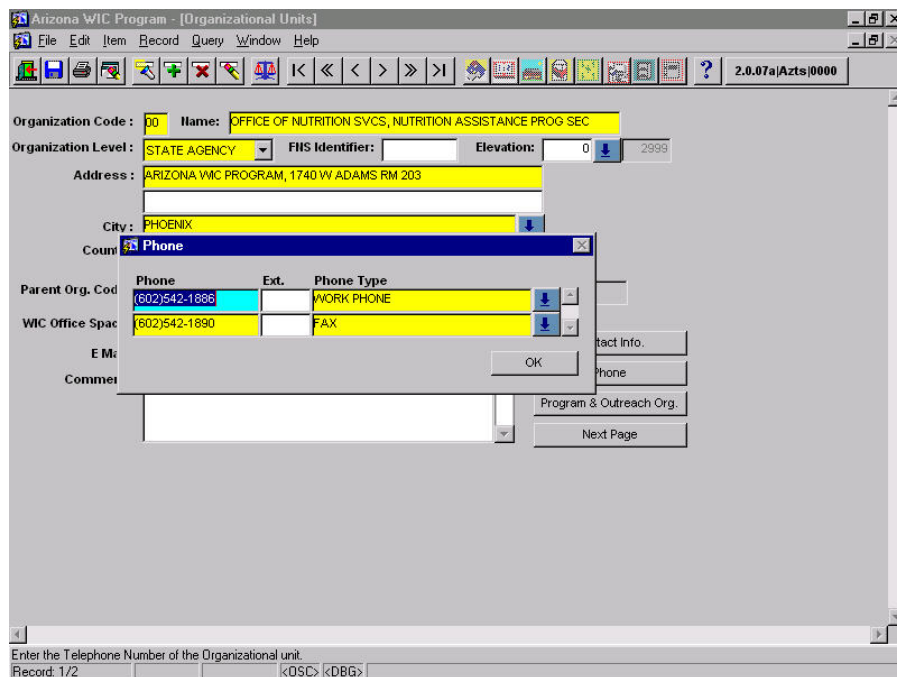 Arizona WIC Program - [Organizational Units]
File Edit Item Record Query Window Help
? 2.0.07a|Azts|0000
Organization Code : 00 Name: OFFICE OF NUTRITION SVCS, NUTRITION ASSISTANCE PROG SEC
Organization Level : STATE AGENCY FNS Identifier: Elevation: 0 2999
Address : ARIZONA WIC PROGRAM, 1740 W ADAMS RM 203
City : PHOENIX
Count
Phone
Parent Org. Cod
Phone Ext. Phone Type
(602)542-1886 WORK PHONE
WIC Office Spac
(602)542-1890 FAX
E Ma
tact Info.
OK
Phone
Commen
Program & Outreach Org.
Next Page
Enter the Telephone Number of the Organizational unit.
Record: 1/2 <OSC> <DBG>